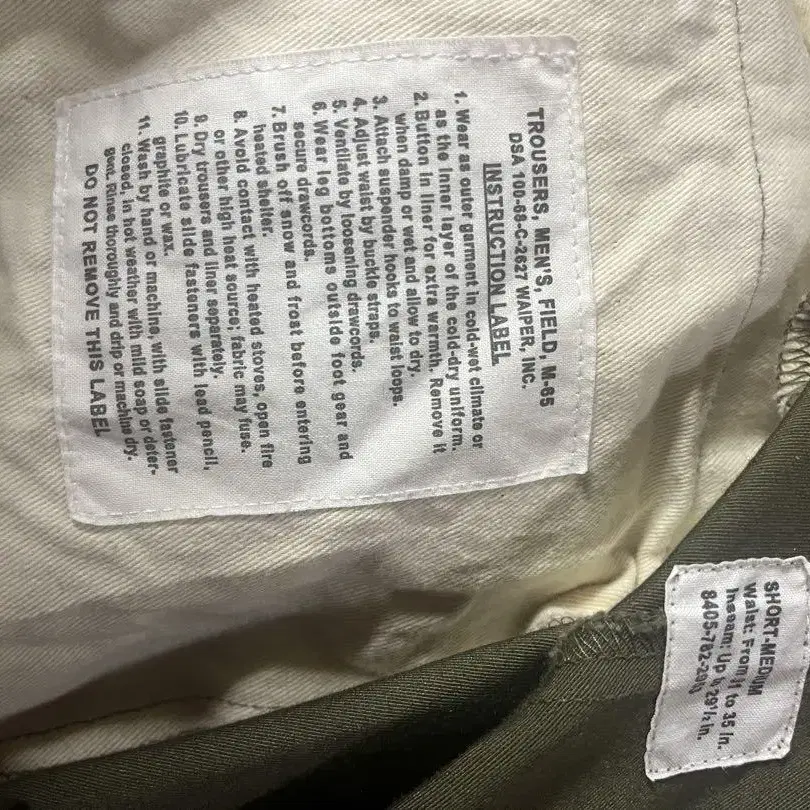 TROUSERS, MEN'S, FIELD, M-65
DSA 100-68-C-2627 WAIPER, INC.
INSTRUCTION LABEL
1. Wear as outer garment in cold-wet climate or
as the inner layer of the cold-dry uniform.
2. Button in liner for extra warmth. Remove it
when damp or wet and allow to dry.
3. Attach suspender hooks to waist loops.
4. Adjust waist by buckle straps.
5. Ventilate by loosening drawcords.
6. Wear leg bottoms outside foot gear and
secure drawcords.
7. Brush off snow and frost before entering
heated shelter.
8. Avoid contact with heated stoves, open fire
or other high heat source; fabric may fuse.
9. Dry trousers and liner separately.
10. Lubricate slide fasteners with lead pencil,
graphite or wax.
11. Wash by hand or machine, with slide fastener
closed, in hot weather with mild soap or deter-
gent. Rinse thoroughly and drip or machine dry.
DO NOT REMOVE THIS LABEL
SHORT-MEDIUM
Waist: From 31 to 35 In.
Inseam: Up to 29½ In.
8405-782-